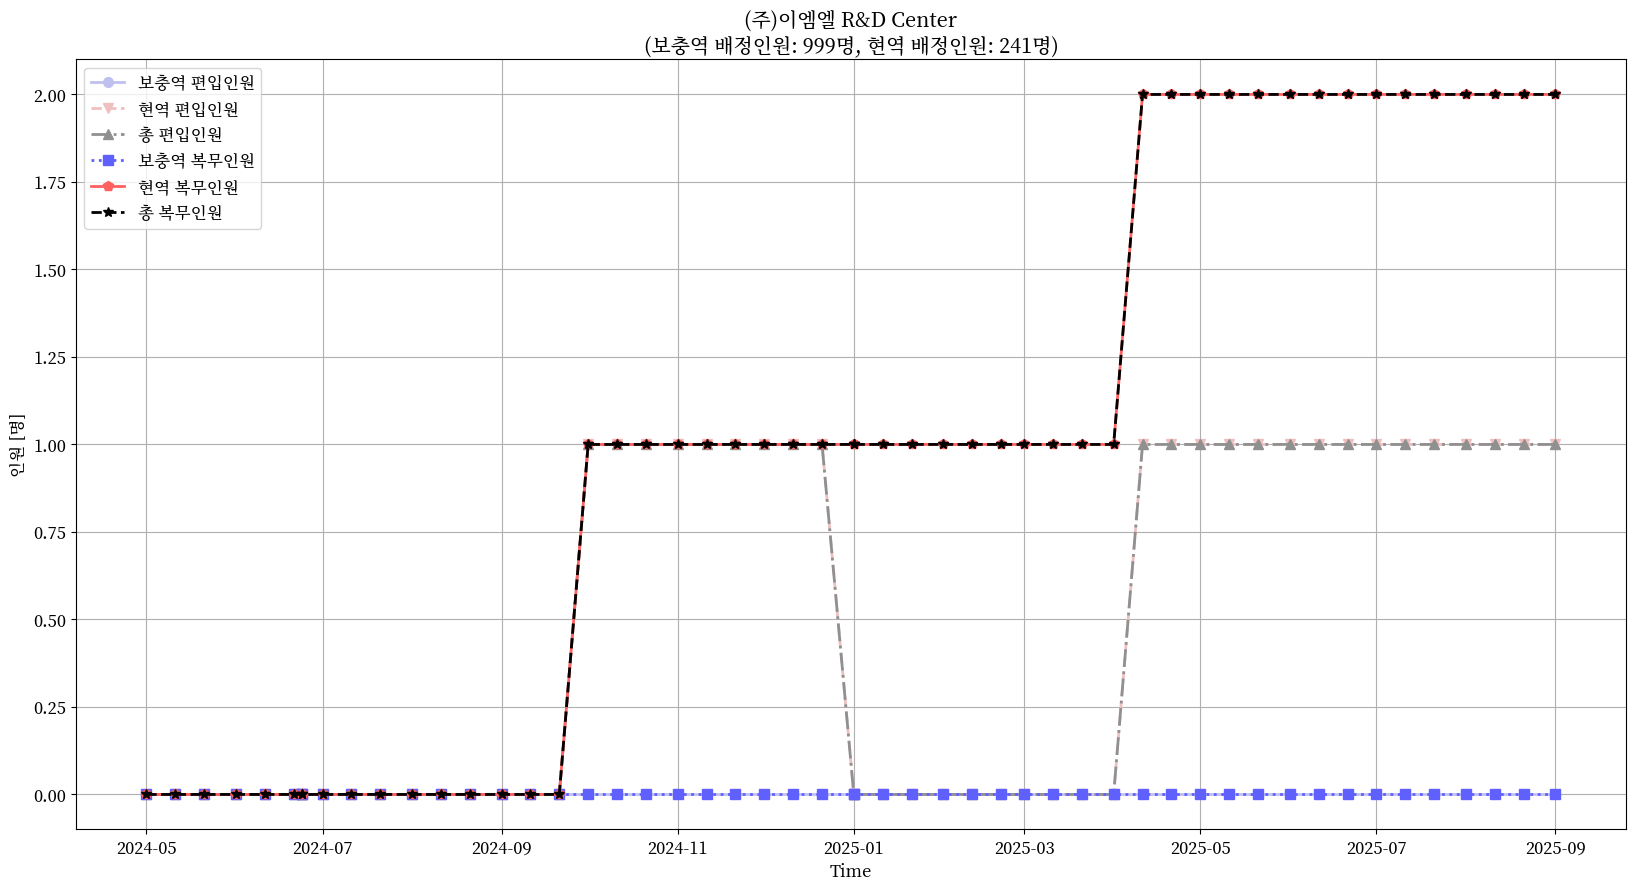 (주)이엠엘 R&D Center
(보충역 배정인원: 999명, 현역 배정인원: 241명)
보충역 편입인원
현역 편입인원
총 편입인원
보충역 복무인원
현역 복무인원
총 복무인원
2.00
1.75
1.50
1.25
1.00
0.75
0.50
0.25
0.00
인원 [명]
2024-05 2024-07 2024-09 2024-11 2025-01 2025-03 2025-05 2025-07 2025-09
Time